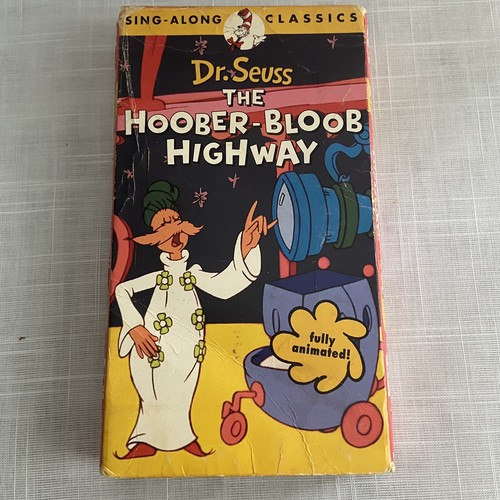 SING-ALONG CLASSICS
Dr. Seuss
THE
HOOBER-BLOOB
HIGHWAY
fully
animated!